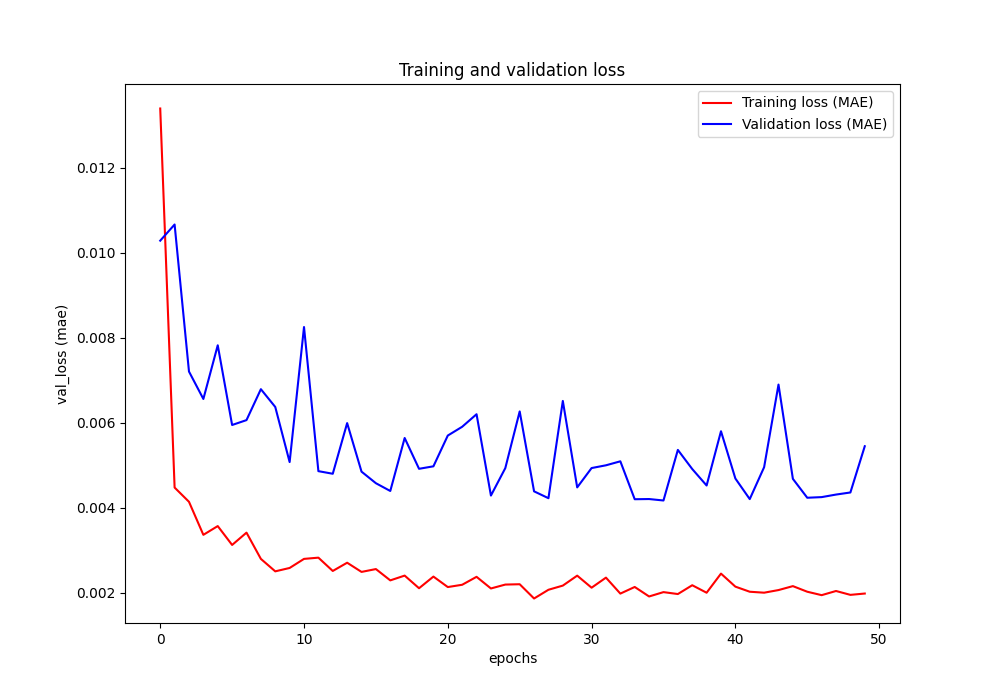 Training and validation loss
Training loss (MAE)
Validation loss (MAE)
0.012
0.010
0.008
0.006
0.004
0.002
val_loss (mae)
0 10 20 30 40 50
epochs